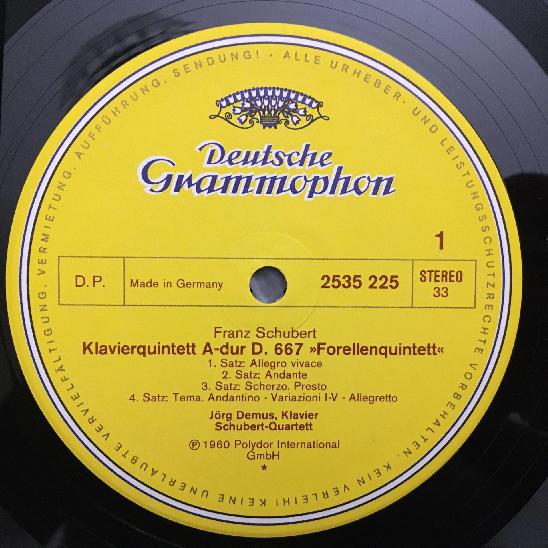 ALLE URHEBER- UND LEISTUNGSSCHUTZRECHTE VORBEHALTEN. KEIN VERLEIH! KEINE UNERLAUBTE VERVIELFÄLTIGUNG, VERMIETUNG, AUFFÜHRUNG, SENDUNG! ·
Deutsche
Grammophon
1
D.P.
Made in Germany
2535 225
STEREO
33
Franz Schubert
Klavierquintett A-dur D. 667 »Forellenquintett«
1. Satz: Allegro vivace
2. Satz: Andante
3. Satz: Scherzo. Presto
4. Satz: Tema. Andantino - Variazioni I-V - Allegretto
Jörg Demus, Klavier
Schubert-Quartett
℗ 1960 Polydor International
GmbH
*